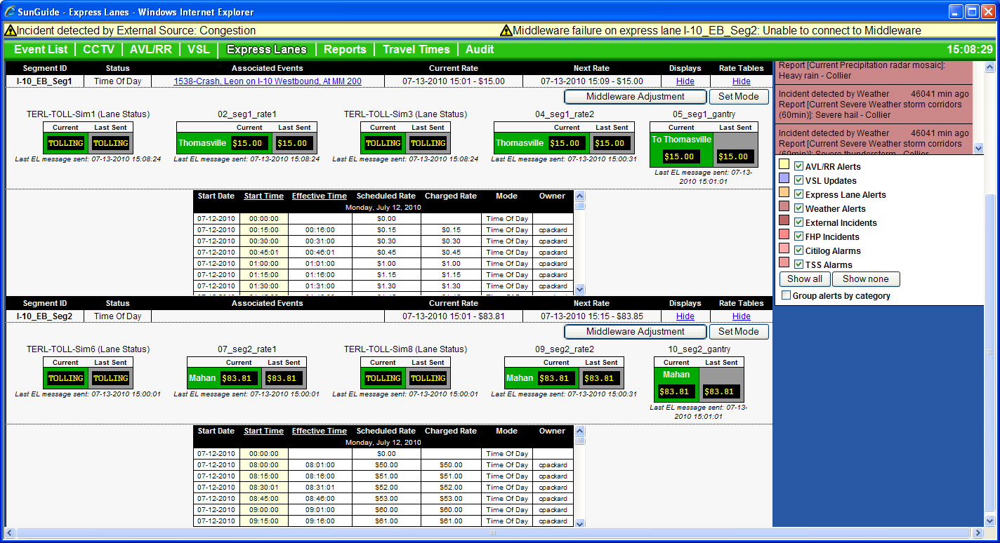 SunGuide - Express Lanes - Windows Internet Explorer
Incident detected by External Source: Congestion Middleware failure on express lane I-10_EB_Seg2: Unable to connect to Middleware
Event List CCTV AVL/RR VSL Express Lanes Reports Travel Times Audit 15:08:29
Segment ID Status Associated Events Current Rate Next Rate Displays Rate Tables
I-10_EB_Seg1 Time Of Day 1538-Crash, Leon on I-10 Westbound, At MM 200 07-13-2010 15:01 - $15.00 07-13-2010 15:09 - $15.00 Hide Hide
Middleware Adjustment Set Mode
TERL-TOLL-Sim1 (Lane Status) 02_seg1_rate1 TERL-TOLL-Sim3 (Lane Status) 04_seg1_rate2 05_seg1_gantry
Current Last Sent Current Last Sent Current Last Sent Current Last Sent Current Last Sent
TOLLING TOLLING Thomasville $15.00 $15.00 TOLLING TOLLING Thomasville $15.00 $15.00 To Thomasville
$15.00 $15.00
Last EL message sent: 07-13-2010 15:08:24 Last EL message sent: 07-13-2010 15:08:24 Last EL message sent: 07-13-2010 15:08:24 Last EL message sent: 07-13-2010 15:00:31
Last EL message sent: 07-13-
2010 15:01:01
Start Date Start Time Effective Time Scheduled Rate Charged Rate Mode Owner
Monday, July 12, 2010
07-12-2010 00:00:00 $0.00 Time Of Day
07-12-2010 00:15:00 00:16:00 $0.15 $0.15 Time Of Day cpackard
07-12-2010 00:30:00 00:31:00 $0.30 $0.30 Time Of Day cpackard
07-12-2010 00:45:01 00:46:01 $0.45 $0.45 Time Of Day cpackard
07-12-2010 01:00:00 01:01:00 $1.00 $1.00 Time Of Day cpackard
07-12-2010 01:15:00 01:16:00 $1.15 $1.15 Time Of Day cpackard
07-12-2010 01:30:00 01:31:00 $1.30 $1.30 Time Of Day cpackard
Segment ID Status Associated Events Current Rate Next Rate Displays Rate Tables
I-10_EB_Seg2 Time Of Day 07-13-2010 15:01 - $83.81 07-13-2010 15:15 - $83.85 Hide Hide
Middleware Adjustment Set Mode
TERL-TOLL-Sim6 (Lane Status) 07_seg2_rate1 TERL-TOLL-Sim8 (Lane Status) 09_seg2_rate2 10_seg2_gantry
Current Last Sent Current Last Sent Current Last Sent Current Last Sent Current Last Sent
TOLLING TOLLING Mahan $83.81 $83.81 TOLLING TOLLING Mahan $83.81 $83.81 Mahan
$83.81 $83.81
Last EL message sent: 07-13-2010 15:00:01 Last EL message sent: 07-13-2010 15:00:01 Last EL message sent: 07-13-2010 15:00:01 Last EL message sent: 07-13-2010 15:00:31
Last EL message sent: 07-13-
2010 15:01:01
Start Date Start Time Effective Time Scheduled Rate Charged Rate Mode Owner
Monday, July 12, 2010
07-12-2010 00:00:00 $0.00 Time Of Day
07-12-2010 08:00:00 08:01:00 $50.00 $50.00 Time Of Day cpackard
07-12-2010 08:15:00 08:16:00 $51.00 $51.00 Time Of Day cpackard
07-12-2010 08:30:01 08:31:01 $52.00 $52.00 Time Of Day cpackard
07-12-2010 08:45:00 08:46:00 $53.00 $53.00 Time Of Day cpackard
07-12-2010 09:00:00 09:01:00 $60.00 $60.00 Time Of Day cpackard
07-12-2010 09:15:00 09:16:00 $61.00 $61.00 Time Of Day cpackard
Report [Current Precipitation radar mosaic]:
Heavy rain - Collier
Incident detected by Weather 46041 min ago
Report [Current Severe Weather storm corridors
(60min)]: Severe hail - Collier
Incident detected by Weather 46041 min ago
Report [Current Severe Weather storm corridors
(60min)]: Severe thunderstorm - Collier
AVL/RR Alerts
VSL Updates
Express Lane Alerts
Weather Alerts
External Incidents
FHP Incidents
Citilog Alarms
TSS Alarms
Show all Show none
Group alerts by category